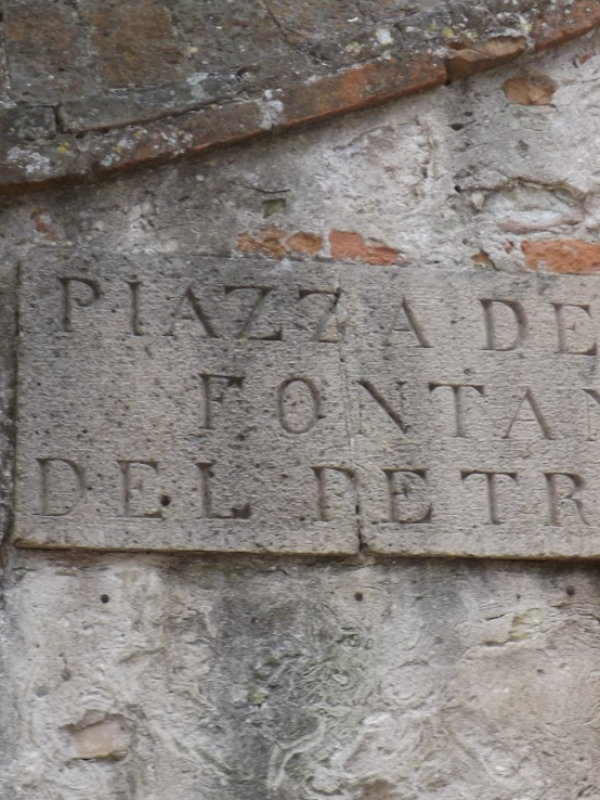 PIAZZA DE
FONTAN
DEL PETR